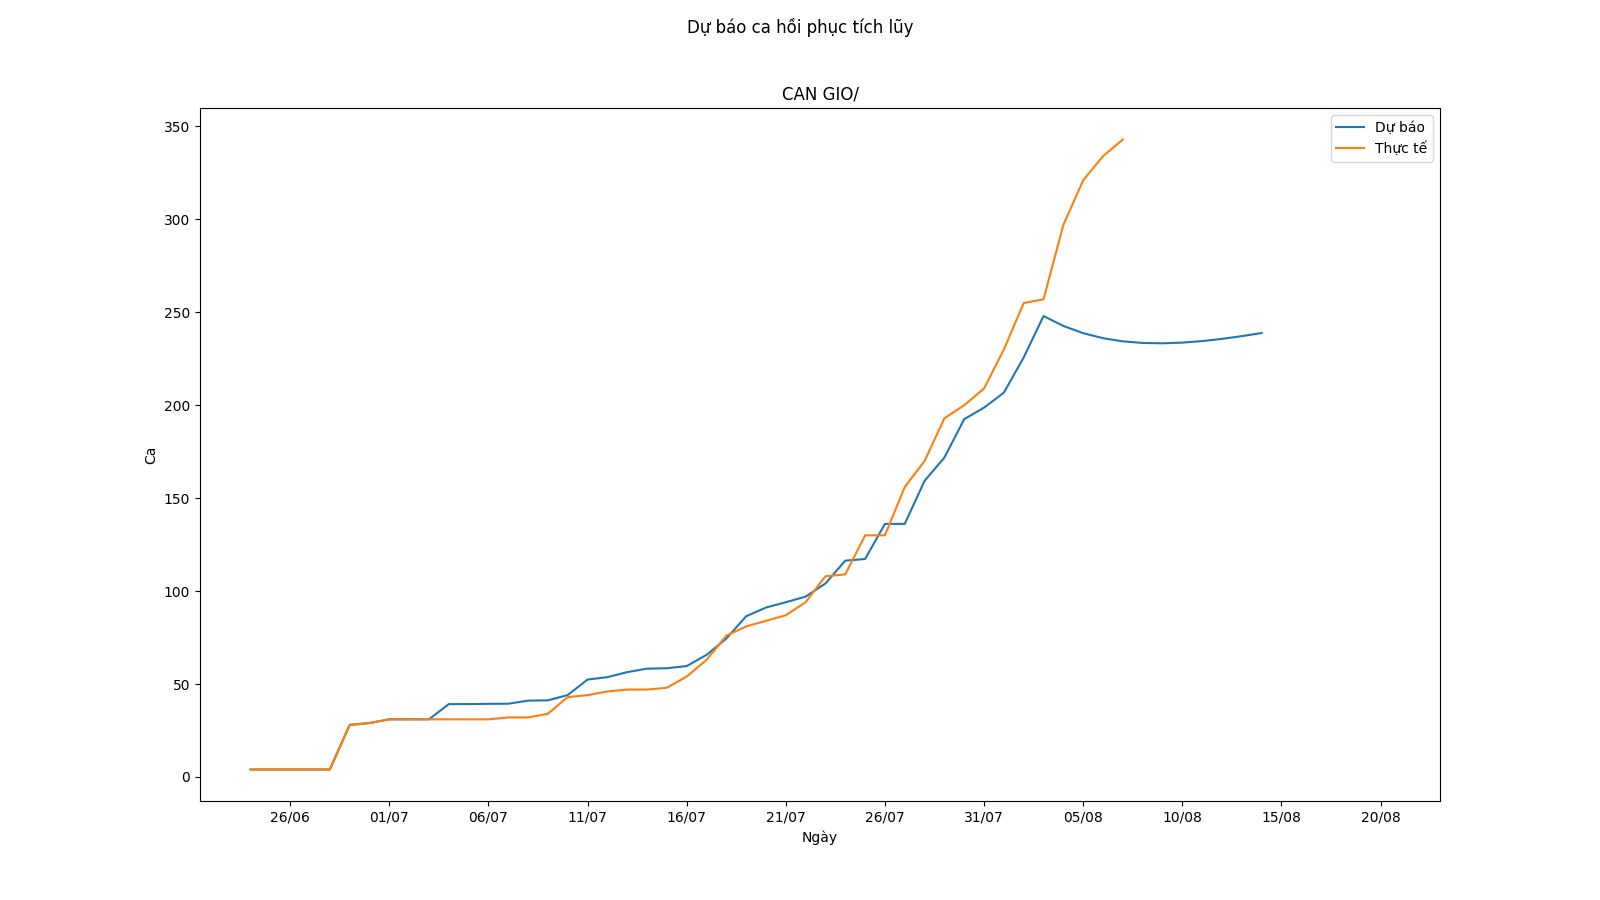 Dự báo ca hồi phục tích lũy
CAN GIO/
Dự báo
Thực tế
350
300
250
200
150
100
50
0
Ca
26/06 01/07 06/07 11/07 16/07 21/07 26/07 31/07 05/08 10/08 15/08 20/08
Ngày